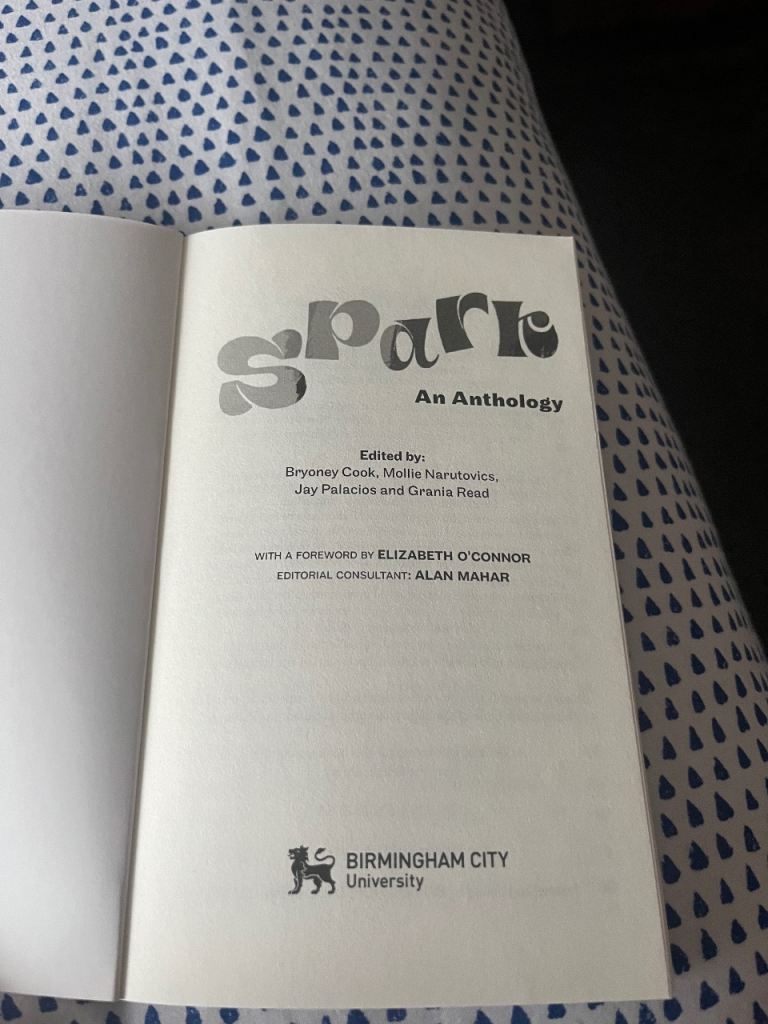 spark
An Anthology
Edited by:
Bryoney Cook, Mollie Narutovics,
Jay Palacios and Grania Read
WITH A FOREWORD BY ELIZABETH O'CONNOR
EDITORIAL CONSULTANT: ALAN MAHAR
BIRMINGHAM CITY
University